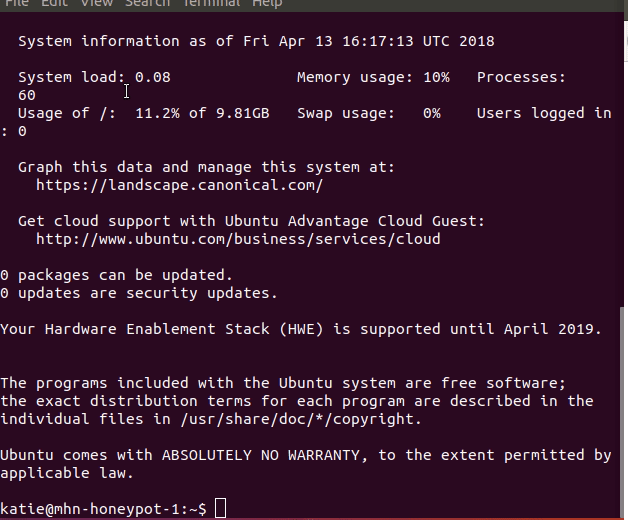 File Edit View Search Terminal Help
System information as of Fri Apr 13 16:17:13 UTC 2018
System load: 0.08 Memory usage: 10% Processes:
60
Usage of /: 11.2% of 9.81GB Swap usage: 0% Users logged in
: 0
Graph this data and manage this system at:
https://landscape.canonical.com/
Get cloud support with Ubuntu Advantage Cloud Guest:
http://www.ubuntu.com/business/services/cloud
0 packages can be updated.
0 updates are security updates.
Your Hardware Enablement Stack (HWE) is supported until April 2019.
The programs included with the Ubuntu system are free software;
the exact distribution terms for each program are described in the
individual files in /usr/share/doc/*/copyright.
Ubuntu comes with ABSOLUTELY NO WARRANTY, to the extent permitted by
applicable law.
katie@mhn-honeypot-1:~$